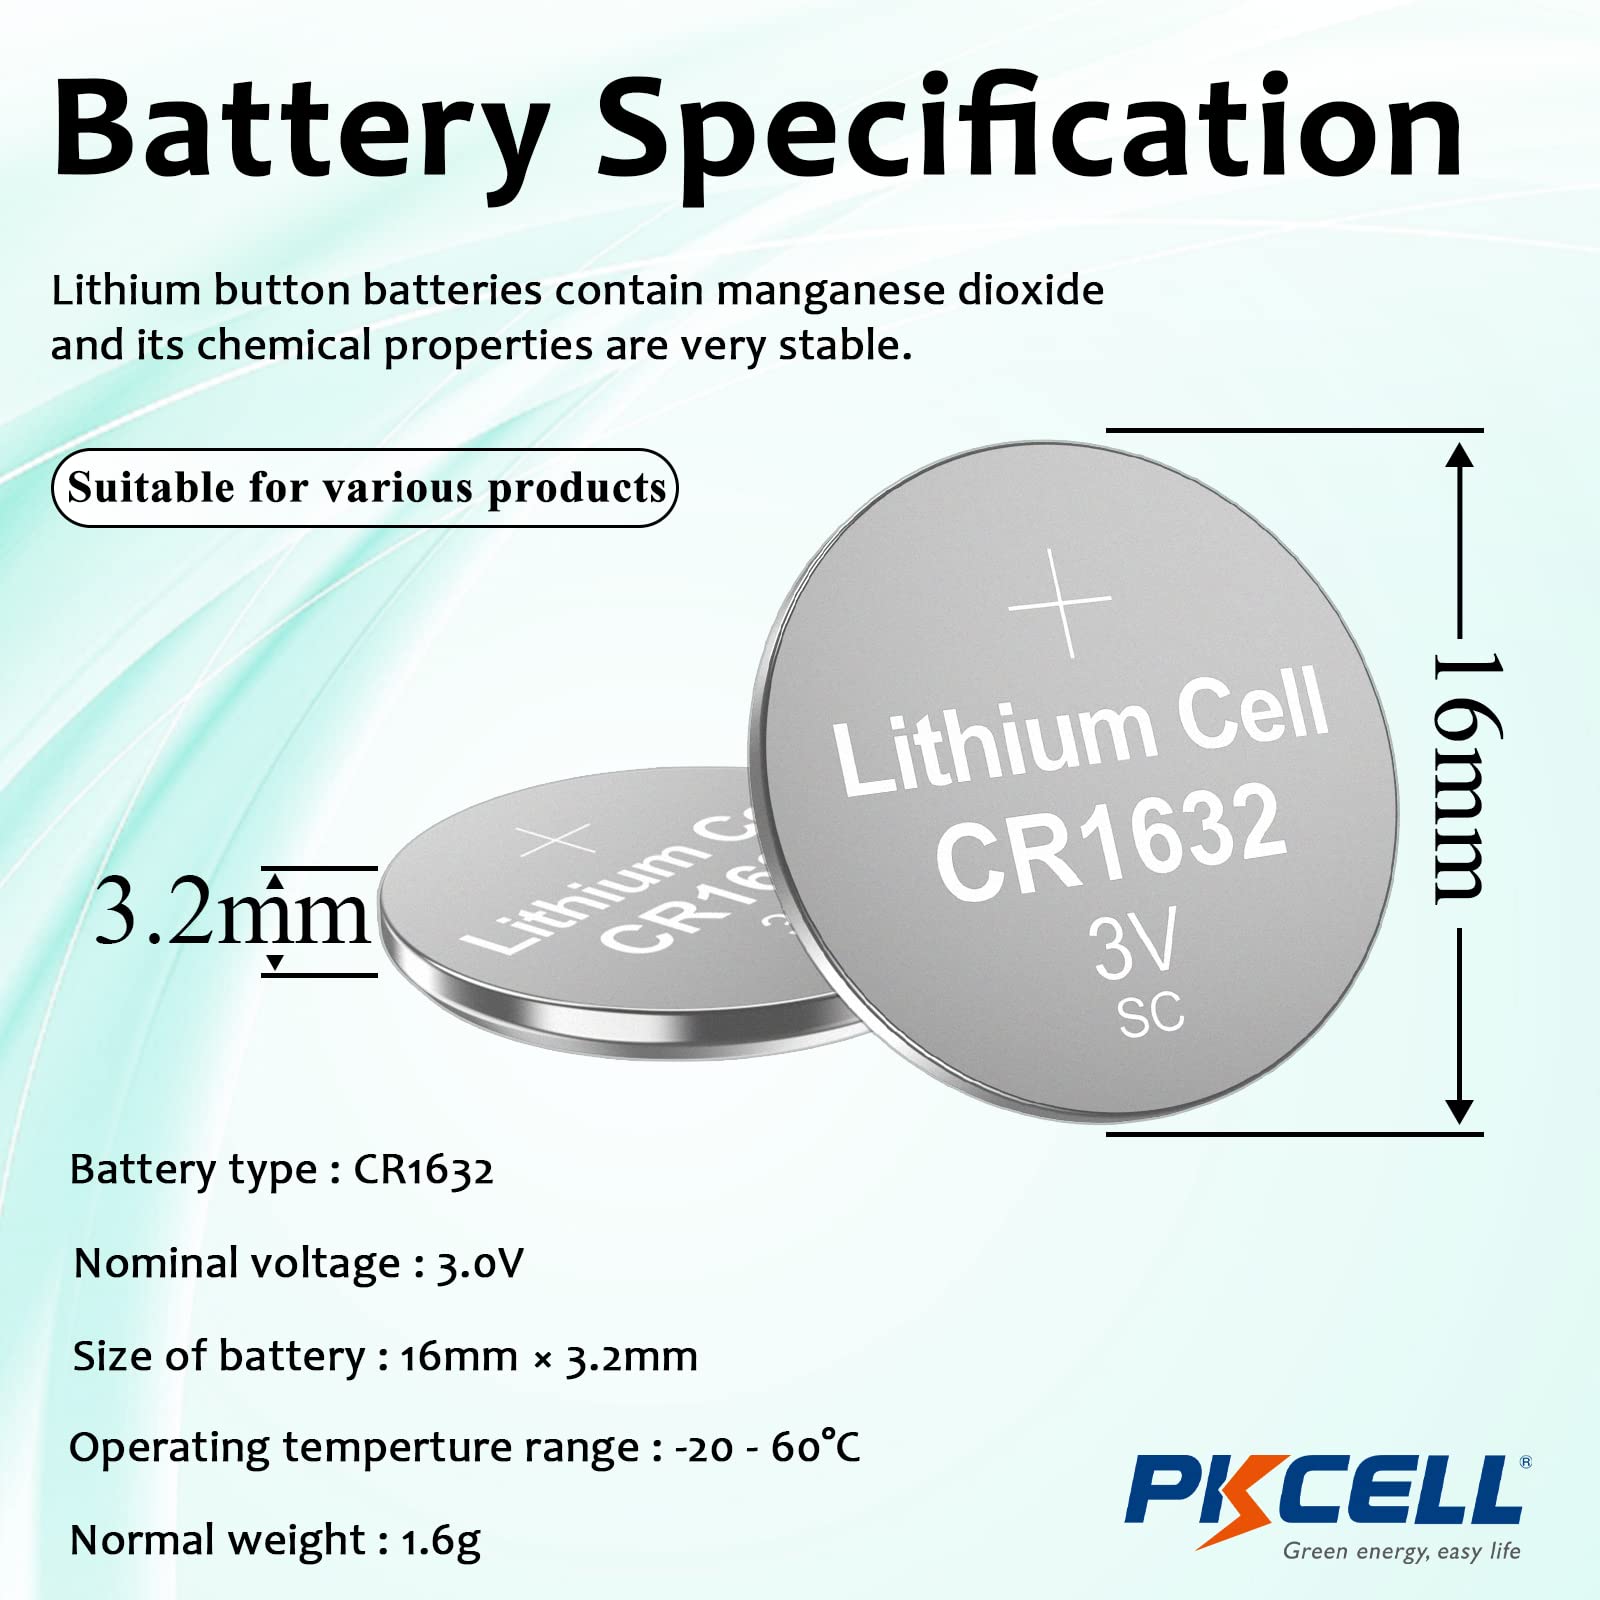 Battery Specification
Lithium button batteries contain manganese dioxide
and its chemical properties are very stable.
Suitable for various products
16mm
Lithium Cell
CR1632
3V
SC
3.2mm
Lithium C
CR16
Battery type : CR1632
Nominal voltage : 3.0V
Size of battery : 16mm × 3.2mm
Operating temperture range : -20 - 60°C
Normal weight : 1.6g
PKCELL®
Green energy, easy life